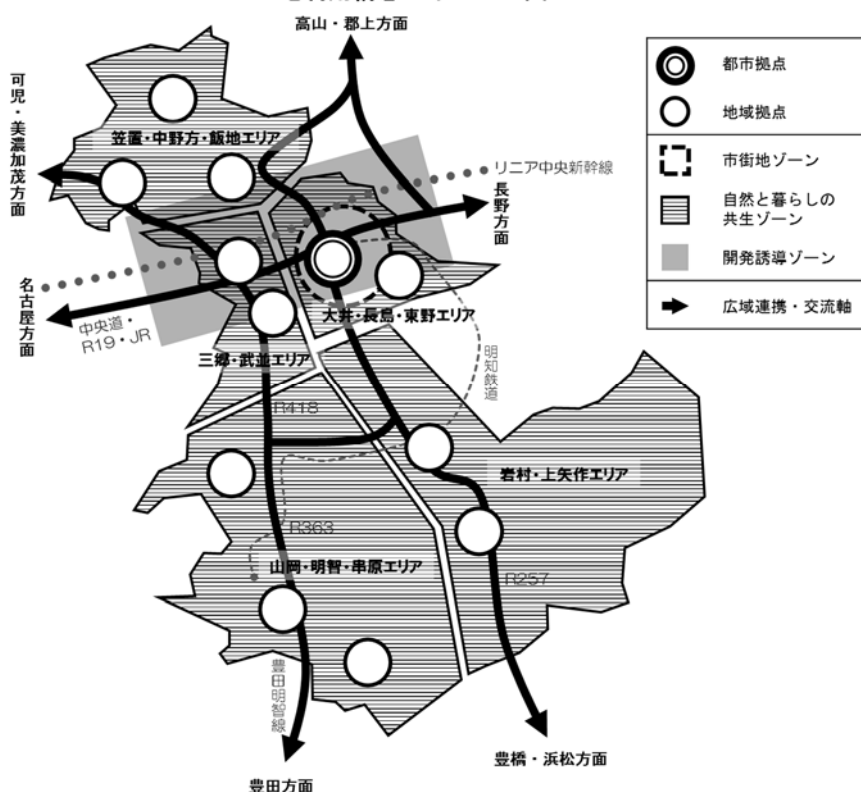 高山・郡上方面
可児・美濃加茂方面
笠置・中野方・飯地エリア
リニア中央新幹線
長野方面
名古屋方面
中央道・
R19・JR
大井・長島・東野エリア
三郷・武並エリア
明知鉄道
R418
岩村・上矢作エリア
R363
山岡・明智・串原エリア
R257
豊田明智線
豊田方面
豊橋・浜松方面
都市拠点
地域拠点
市街地ゾーン
自然と暮らしの
共生ゾーン
開発誘導ゾーン
広域連携・交流軸